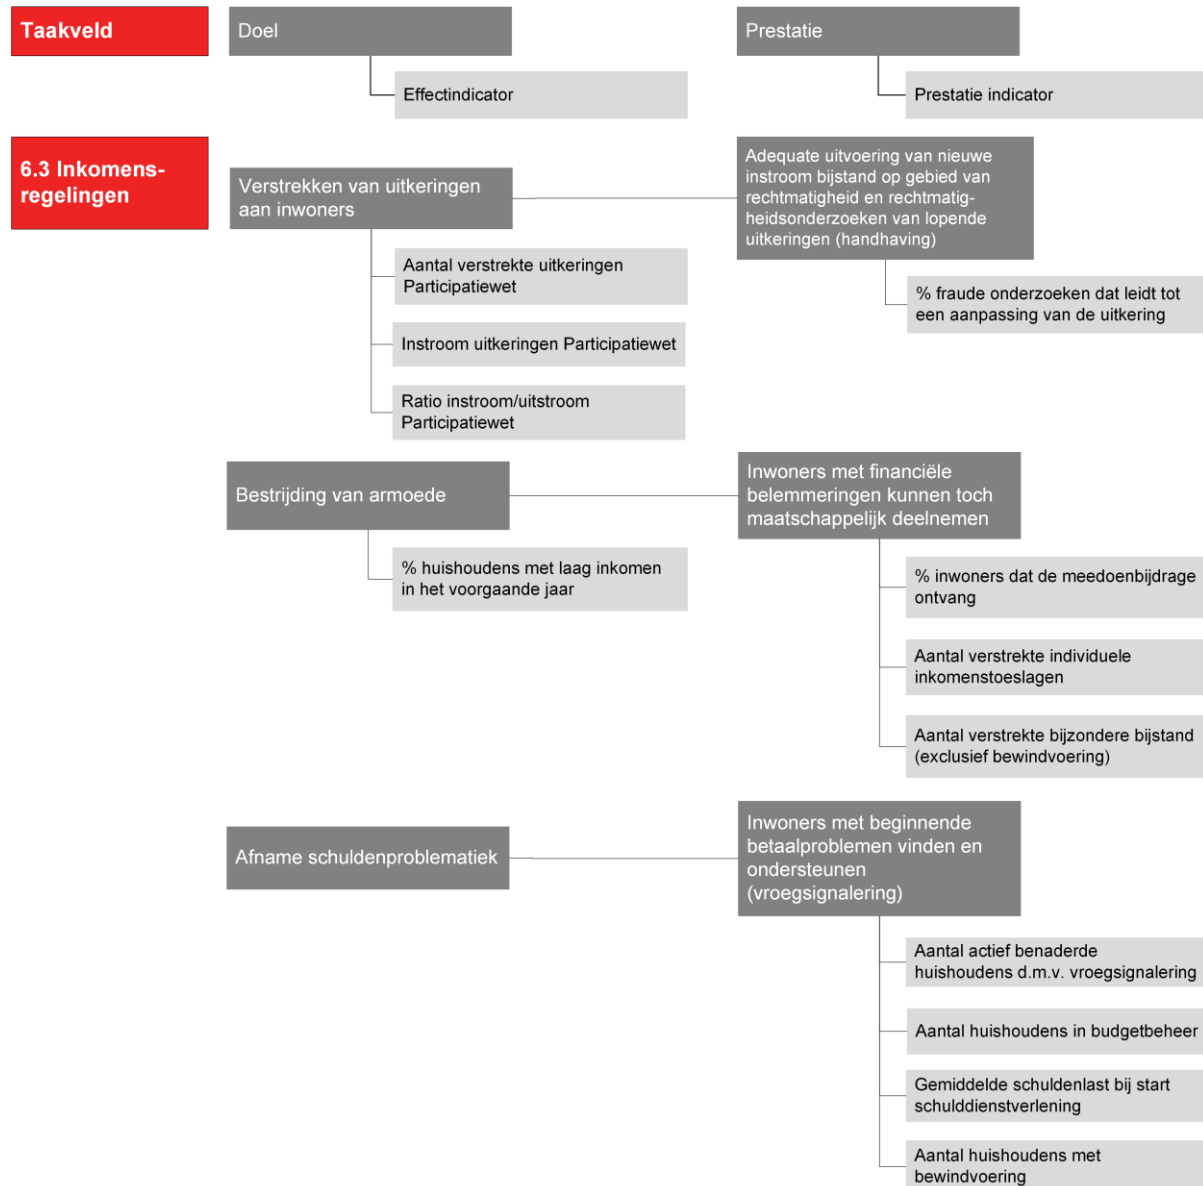 Taakveld
Doel
Prestatie
Effectindicator
Prestatie indicator
6.3 Inkomens-
regelingen
Verstrekken van uitkeringen
aan inwoners
Adequate uitvoering van nieuwe
instroom bijstand op gebied van
rechtmatigheid en rechtmatig-
heidsonderzoeken van lopende
uitkeringen (handhaving)
Aantal verstrekte uitkeringen
Participatiewet
% fraude onderzoeken dat leidt tot
een aanpassing van de uitkering
Instroom uitkeringen Participatiewet
Ratio instroom/uitstroom
Participatiewet
Bestrijding van armoede
Inwoners met financiële
belemmeringen kunnen toch
maatschappelijk deelnemen
% huishoudens met laag inkomen
in het voorgaande jaar
% inwoners dat de meedoenbijdrage
ontvang
Aantal verstrekte individuele
inkomenstoeslagen
Aantal verstrekte bijzondere bijstand
(exclusief bewindvoering)
Afname schuldenproblematiek
Inwoners met beginnende
betaalproblemen vinden en
ondersteunen
(vroegsignalering)
Aantal actief benaderde
huishoudens d.m.v. vroegsignalering
Aantal huishoudens in budgetbeheer
Gemiddelde schuldenlast bij start
schulddienstverlening
Aantal huishoudens met
bewindvoering